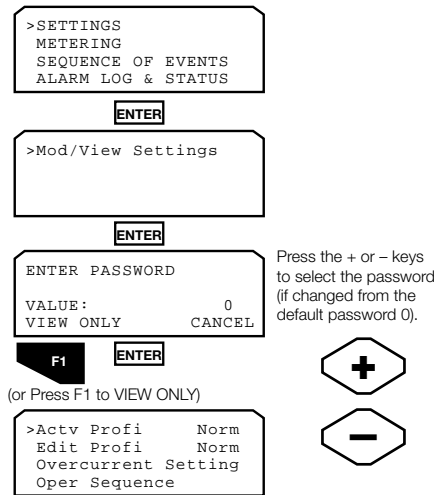 >SETTINGS
METERING
SEQUENCE OF EVENTS
ALARM LOG & STATUS
ENTER
>Mod/View Settings
ENTER
ENTER PASSWORD
VALUE: 0
VIEW ONLY CANCEL
Press the + or – keys
to select the password
(if changed from the
default password 0).
F1
ENTER
+
(or Press F1 to VIEW ONLY)
>Actv Profi Norm
Edit Profi Norm
Overcurrent Setting
Oper Sequence
–